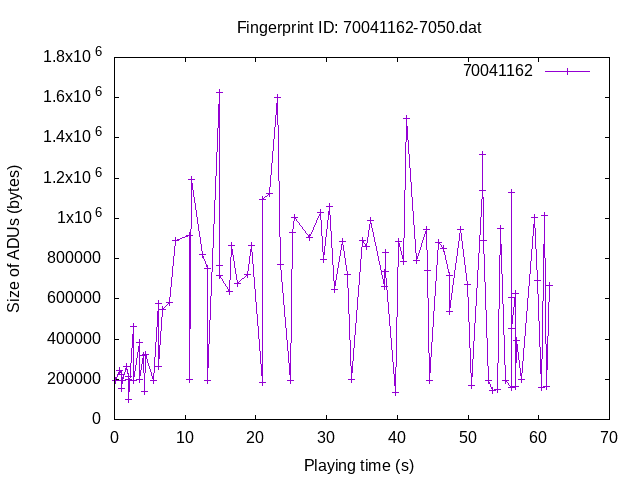 Fingerprint ID: 70041162-7050.dat
70041162
1.8x10^6
1.6x10^6
1.4x10^6
1.2x10^6
1x10^6
800000
600000
400000
200000
0
Size of ADUs (bytes)
0 10 20 30 40 50 60 70
Playing time (s)